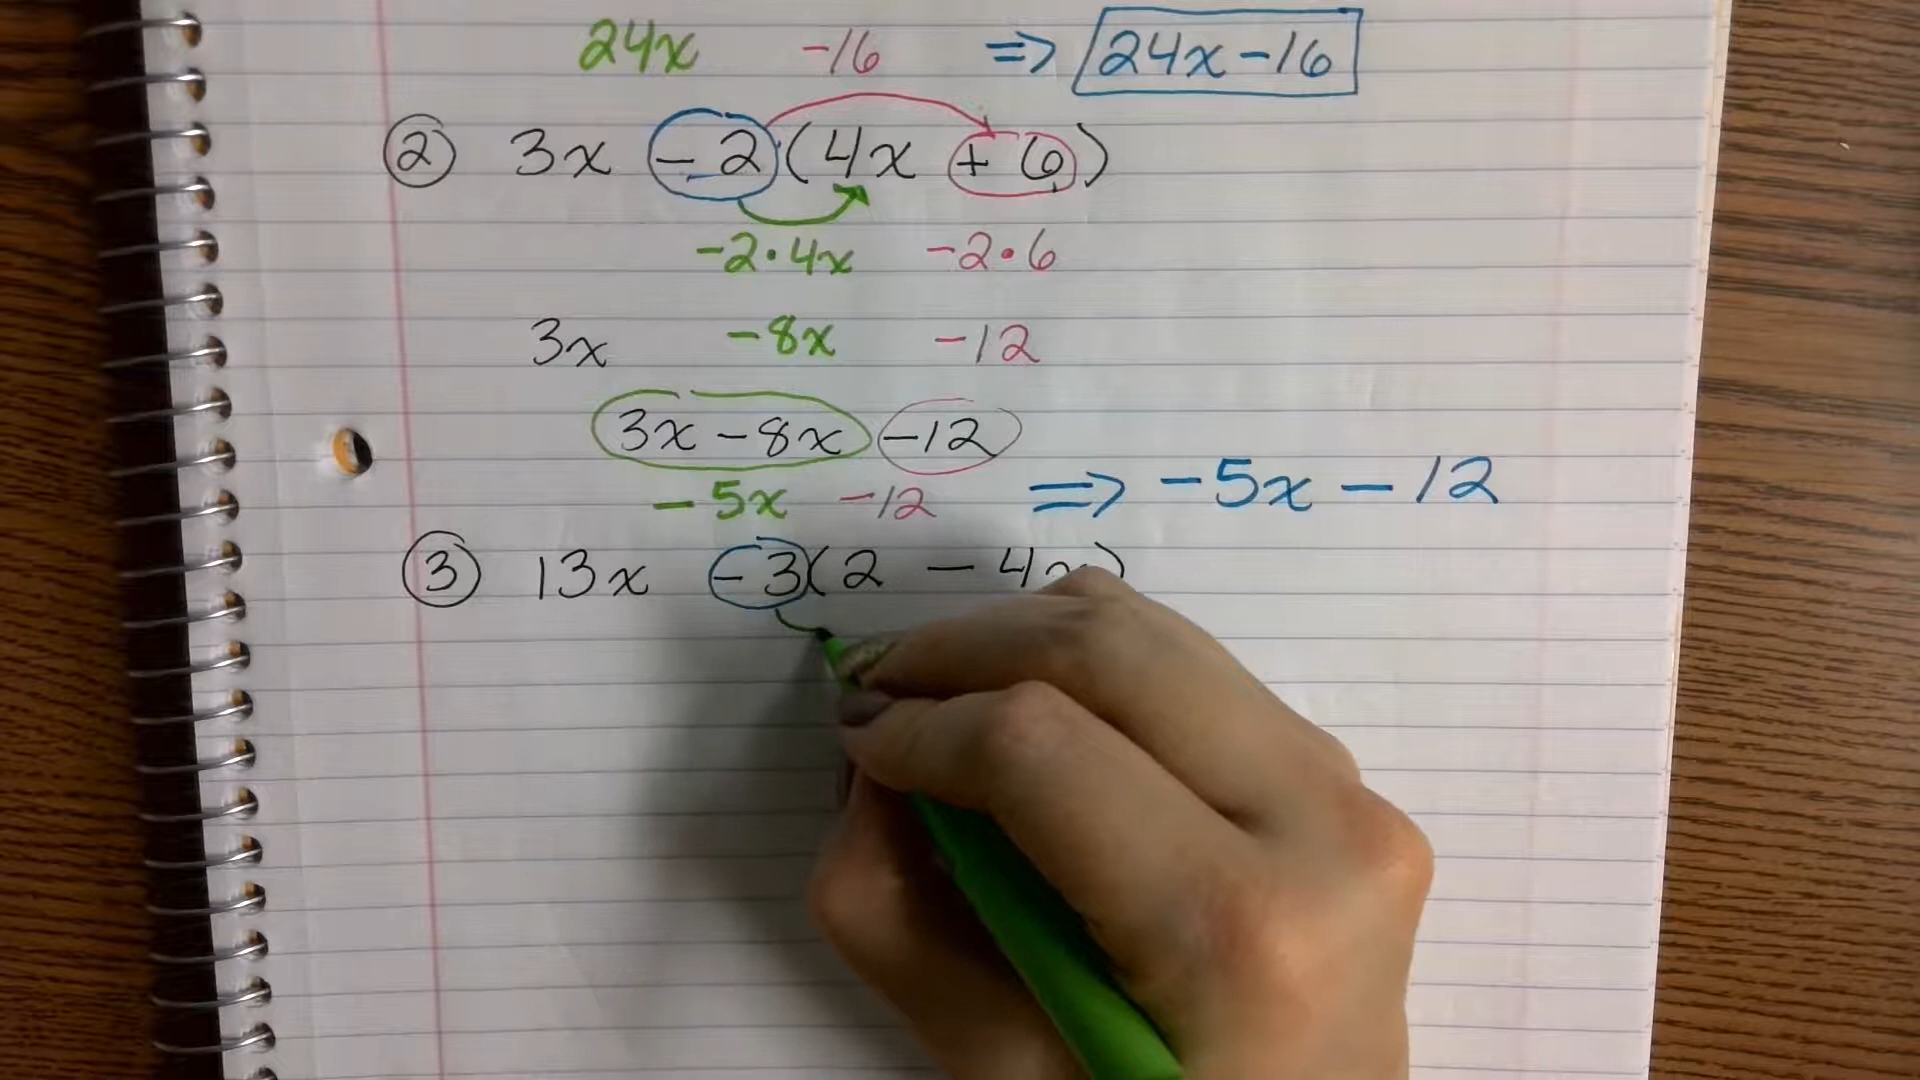 24x -16 => 24x-16
② 3x -2(4x + 6)
-2·4x -2·6
3x -8x -12
3x-8x -12
-5x -12 => -5x - 12
③ 13x -3(2 - 4x)